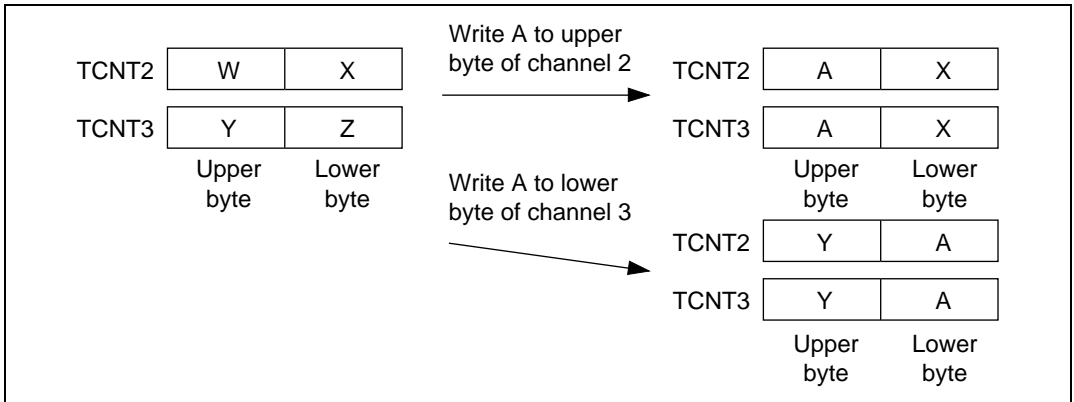 Write A to upper
byte of channel 2
TCNT2 W X
TCNT3 Y Z
Upper Lower
byte byte
TCNT2 A X
TCNT3 A X
Upper Lower
byte byte
Write A to lower
byte of channel 3
TCNT2 Y A
TCNT3 Y A
Upper Lower
byte byte